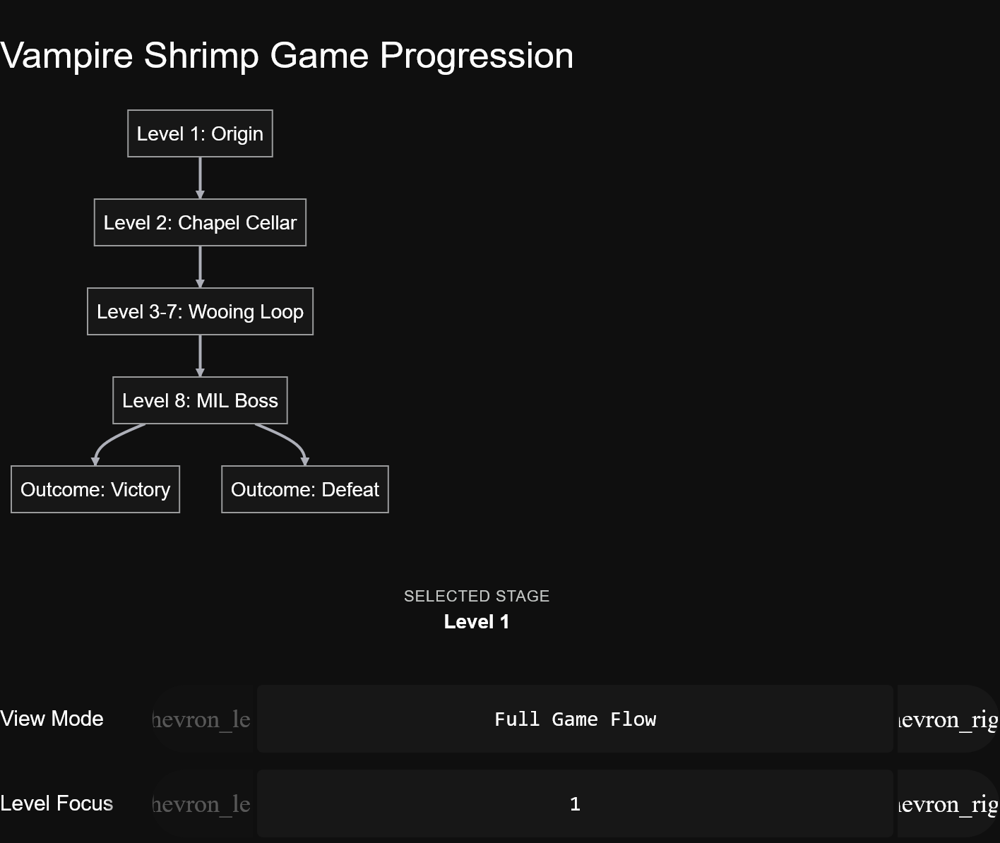 Vampire Shrimp Game Progression
Level 1: Origin
Level 2: Chapel Cellar
Level 3-7: Wooing Loop
Level 8: MIL Boss
Outcome: Victory
Outcome: Defeat
SELECTED STAGE
Level 1
View Mode
hevron_le
Full Game Flow
hevron_rig
Level Focus
hevron_le
1
hevron_rig